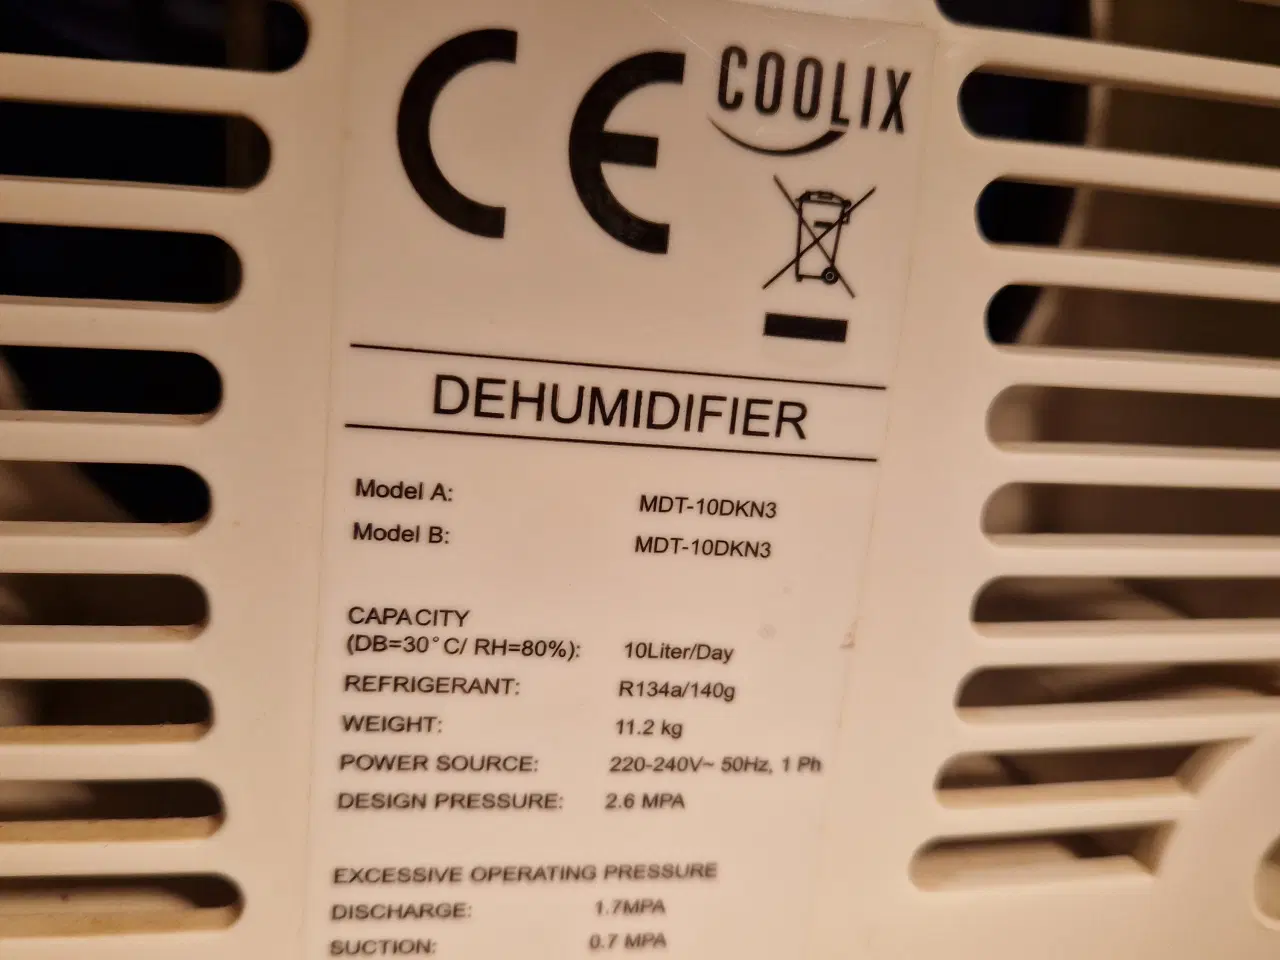 CE
COOLIX
DEHUMIDIFIER
Model A: MDT-10DKN3
Model B: MDT-10DKN3
CAPACITY
(DB=30°C/ RH=80%): 10Liter/Day
REFRIGERANT: R134a/140g
WEIGHT: 11.2 kg
POWER SOURCE: 220-240V~ 50Hz, 1 Ph
DESIGN PRESSURE: 2.6 MPA
EXCESSIVE OPERATING PRESSURE
DISCHARGE: 1.7MPA
SUCTION: 0.7 MPA